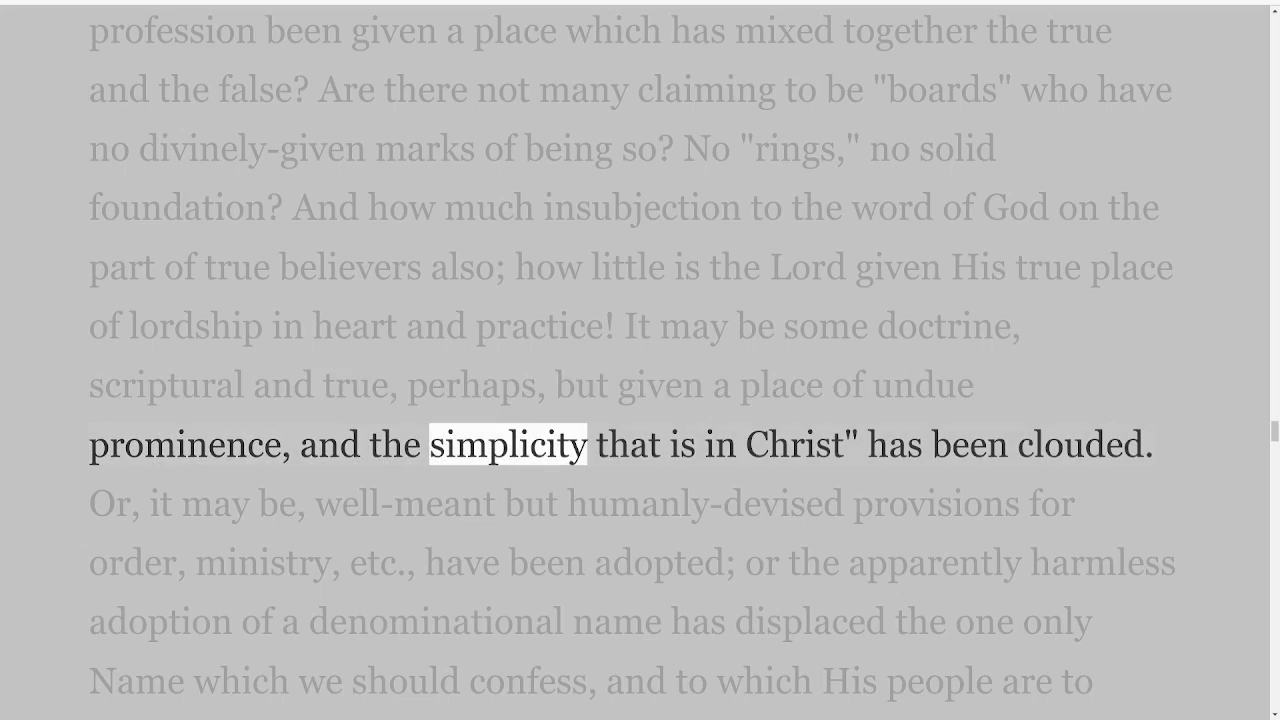 profession been given a place which has mixed together the true
and the false? Are there not many claiming to be "boards" who have
no divinely-given marks of being so? No "rings," no solid
foundation? And how much insubjection to the word of God on the
part of true believers also; how little is the Lord given His true place
of lordship in heart and practice! It may be some doctrine,
scriptural and true, perhaps, but given a place of undue
prominence, and the simplicity that is in Christ" has been clouded.
Or, it may be, well-meant but humanly-devised provisions for
order, ministry, etc., have been adopted; or the apparently harmless
adoption of a denominational name has displaced the one only
Name which we should confess, and to which His people are to